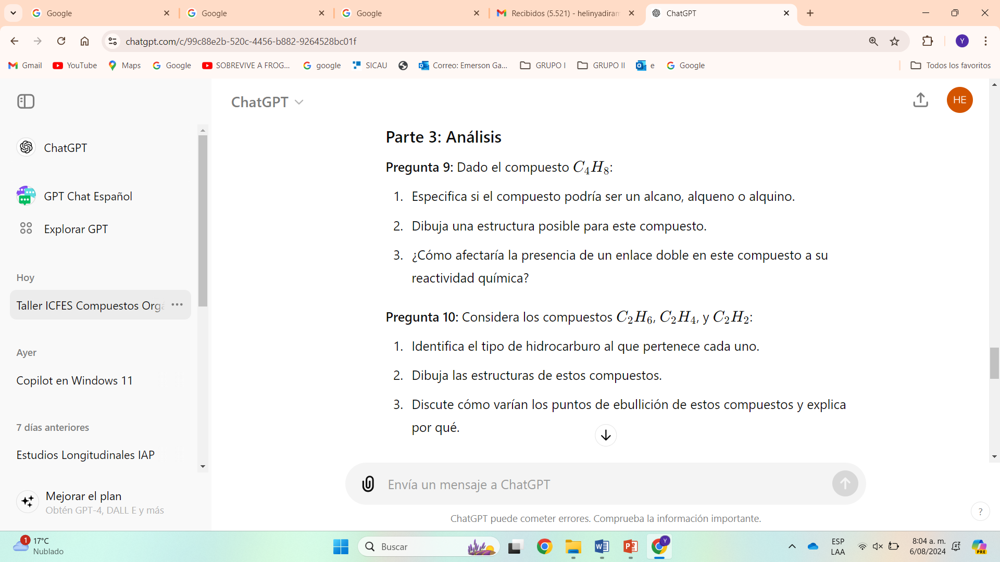 Google
Google
Google
Recibidos (5.521) - helinyadiram
ChatGPT
chatgpt.com/c/99c88e2b-520c-4456-b882-9264528bc01f
Y
Gmail
YouTube
Maps
Google
SOBREVIVE A FROG...
google
SICAU
Correo: Emerson Ga...
GRUPO I
GRUPO II
e
Google
Todos los favoritos
ChatGPT
HE
ChatGPT
GPT Chat Español
Explorar GPT
Hoy
Taller ICFES Compuestos Orgá
Ayer
Copilot en Windows 11
7 días anteriores
Estudios Longitudinales IAP
Mejorar el plan
Obtén GPT-4, DALL E y más
Parte 3: Análisis
Pregunta 9: Dado el compuesto C₄H₈:
1. Especifica si el compuesto podría ser un alcano, alqueno o alquino.
2. Dibuja una estructura posible para este compuesto.
3. ¿Cómo afectaría la presencia de un enlace doble en este compuesto a su
reactividad química?
Pregunta 10: Considera los compuestos C₂H₆, C₂H₄, y C₂H₂:
1. Identifica el tipo de hidrocarburo al que pertenece cada uno.
2. Dibuja las estructuras de estos compuestos.
3. Discute cómo varían los puntos de ebullición de estos compuestos y explica
por qué.
Envía un mensaje a ChatGPT
ChatGPT puede cometer errores. Comprueba la información importante.
?
1
17°C
Nublado
Buscar
Y
ESP
LAA
8:04 a. m.
6/08/2024
PRE